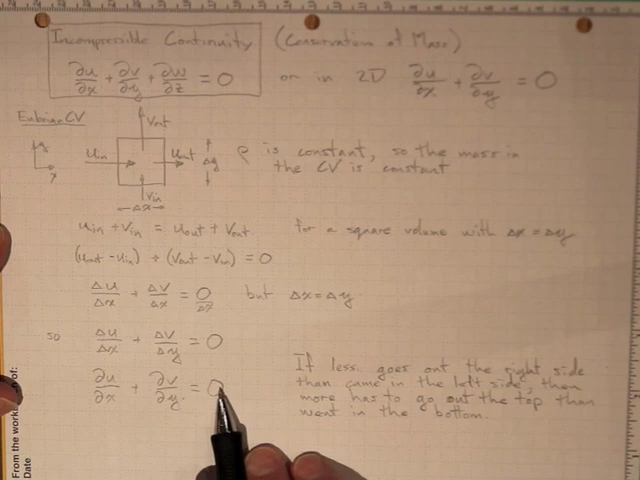 Incompressible Continuity (Conservation of Mass)
∂u/∂x + ∂v/∂y + ∂w/∂z = 0 or in 2D ∂u/∂x + ∂v/∂y = 0
CV
Vout
uin uout Δy ρ is constant, so the mass in
the CV is constant
x
Vin
Δx
uin + vin = uout + vout for a square volume with Δx = Δy
(uout - uin) + (vout - vin) = 0
Δu/Δx + Δv/Δx = 0/Δx but Δx = Δy
so Δu/Δx + Δv/Δy = 0
∂u/∂x + ∂v/∂y = 0
If less goes out the right side
than came in the left side, then
more has to go out the top than
went in the bottom.
From the of:
Date